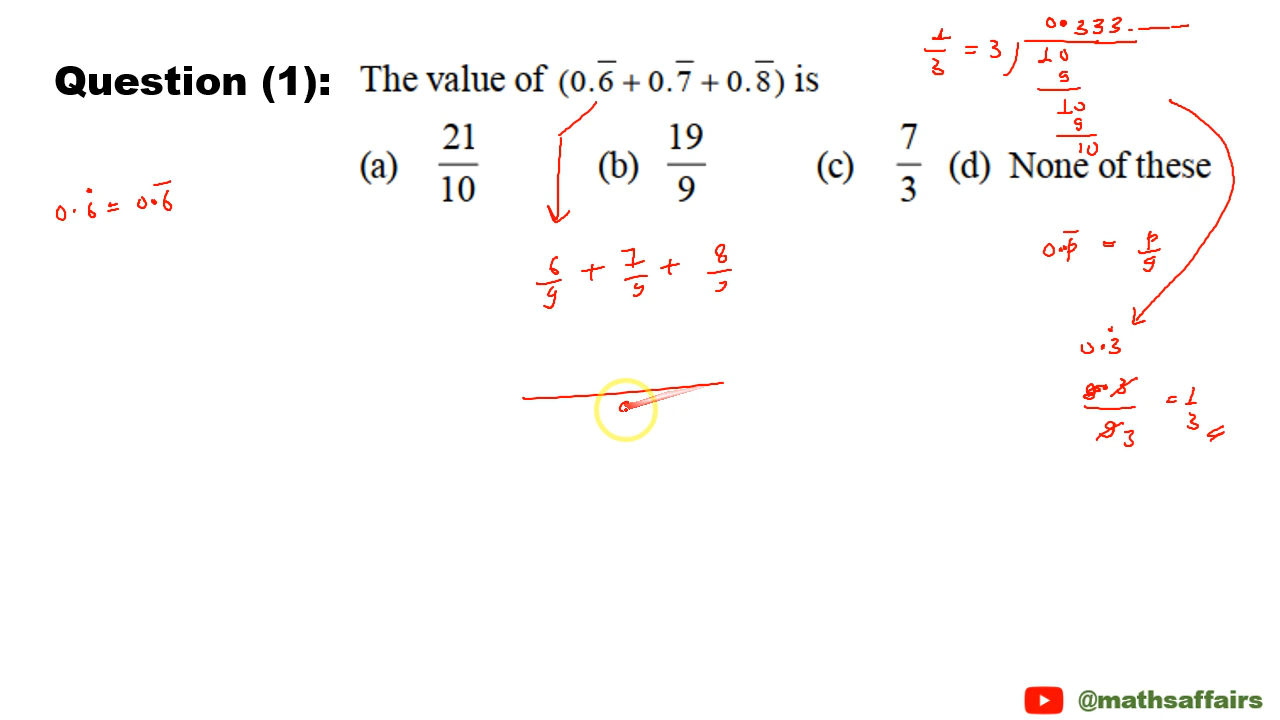 Question (1): The value of (0.6̅ + 0.7̅ + 0.8̅) is
(a) 21/10 (b) 19/9 (c) 7/3 (d) None of these
1/3 = 3) 0.333.——
10
9
10
9
10
0.6̇ = 0.6̅
0.p̅ = p/9
6/9 + 7/9 + 8/9
0.3̇
3/9 3 = 1/3
@mathsaffairs